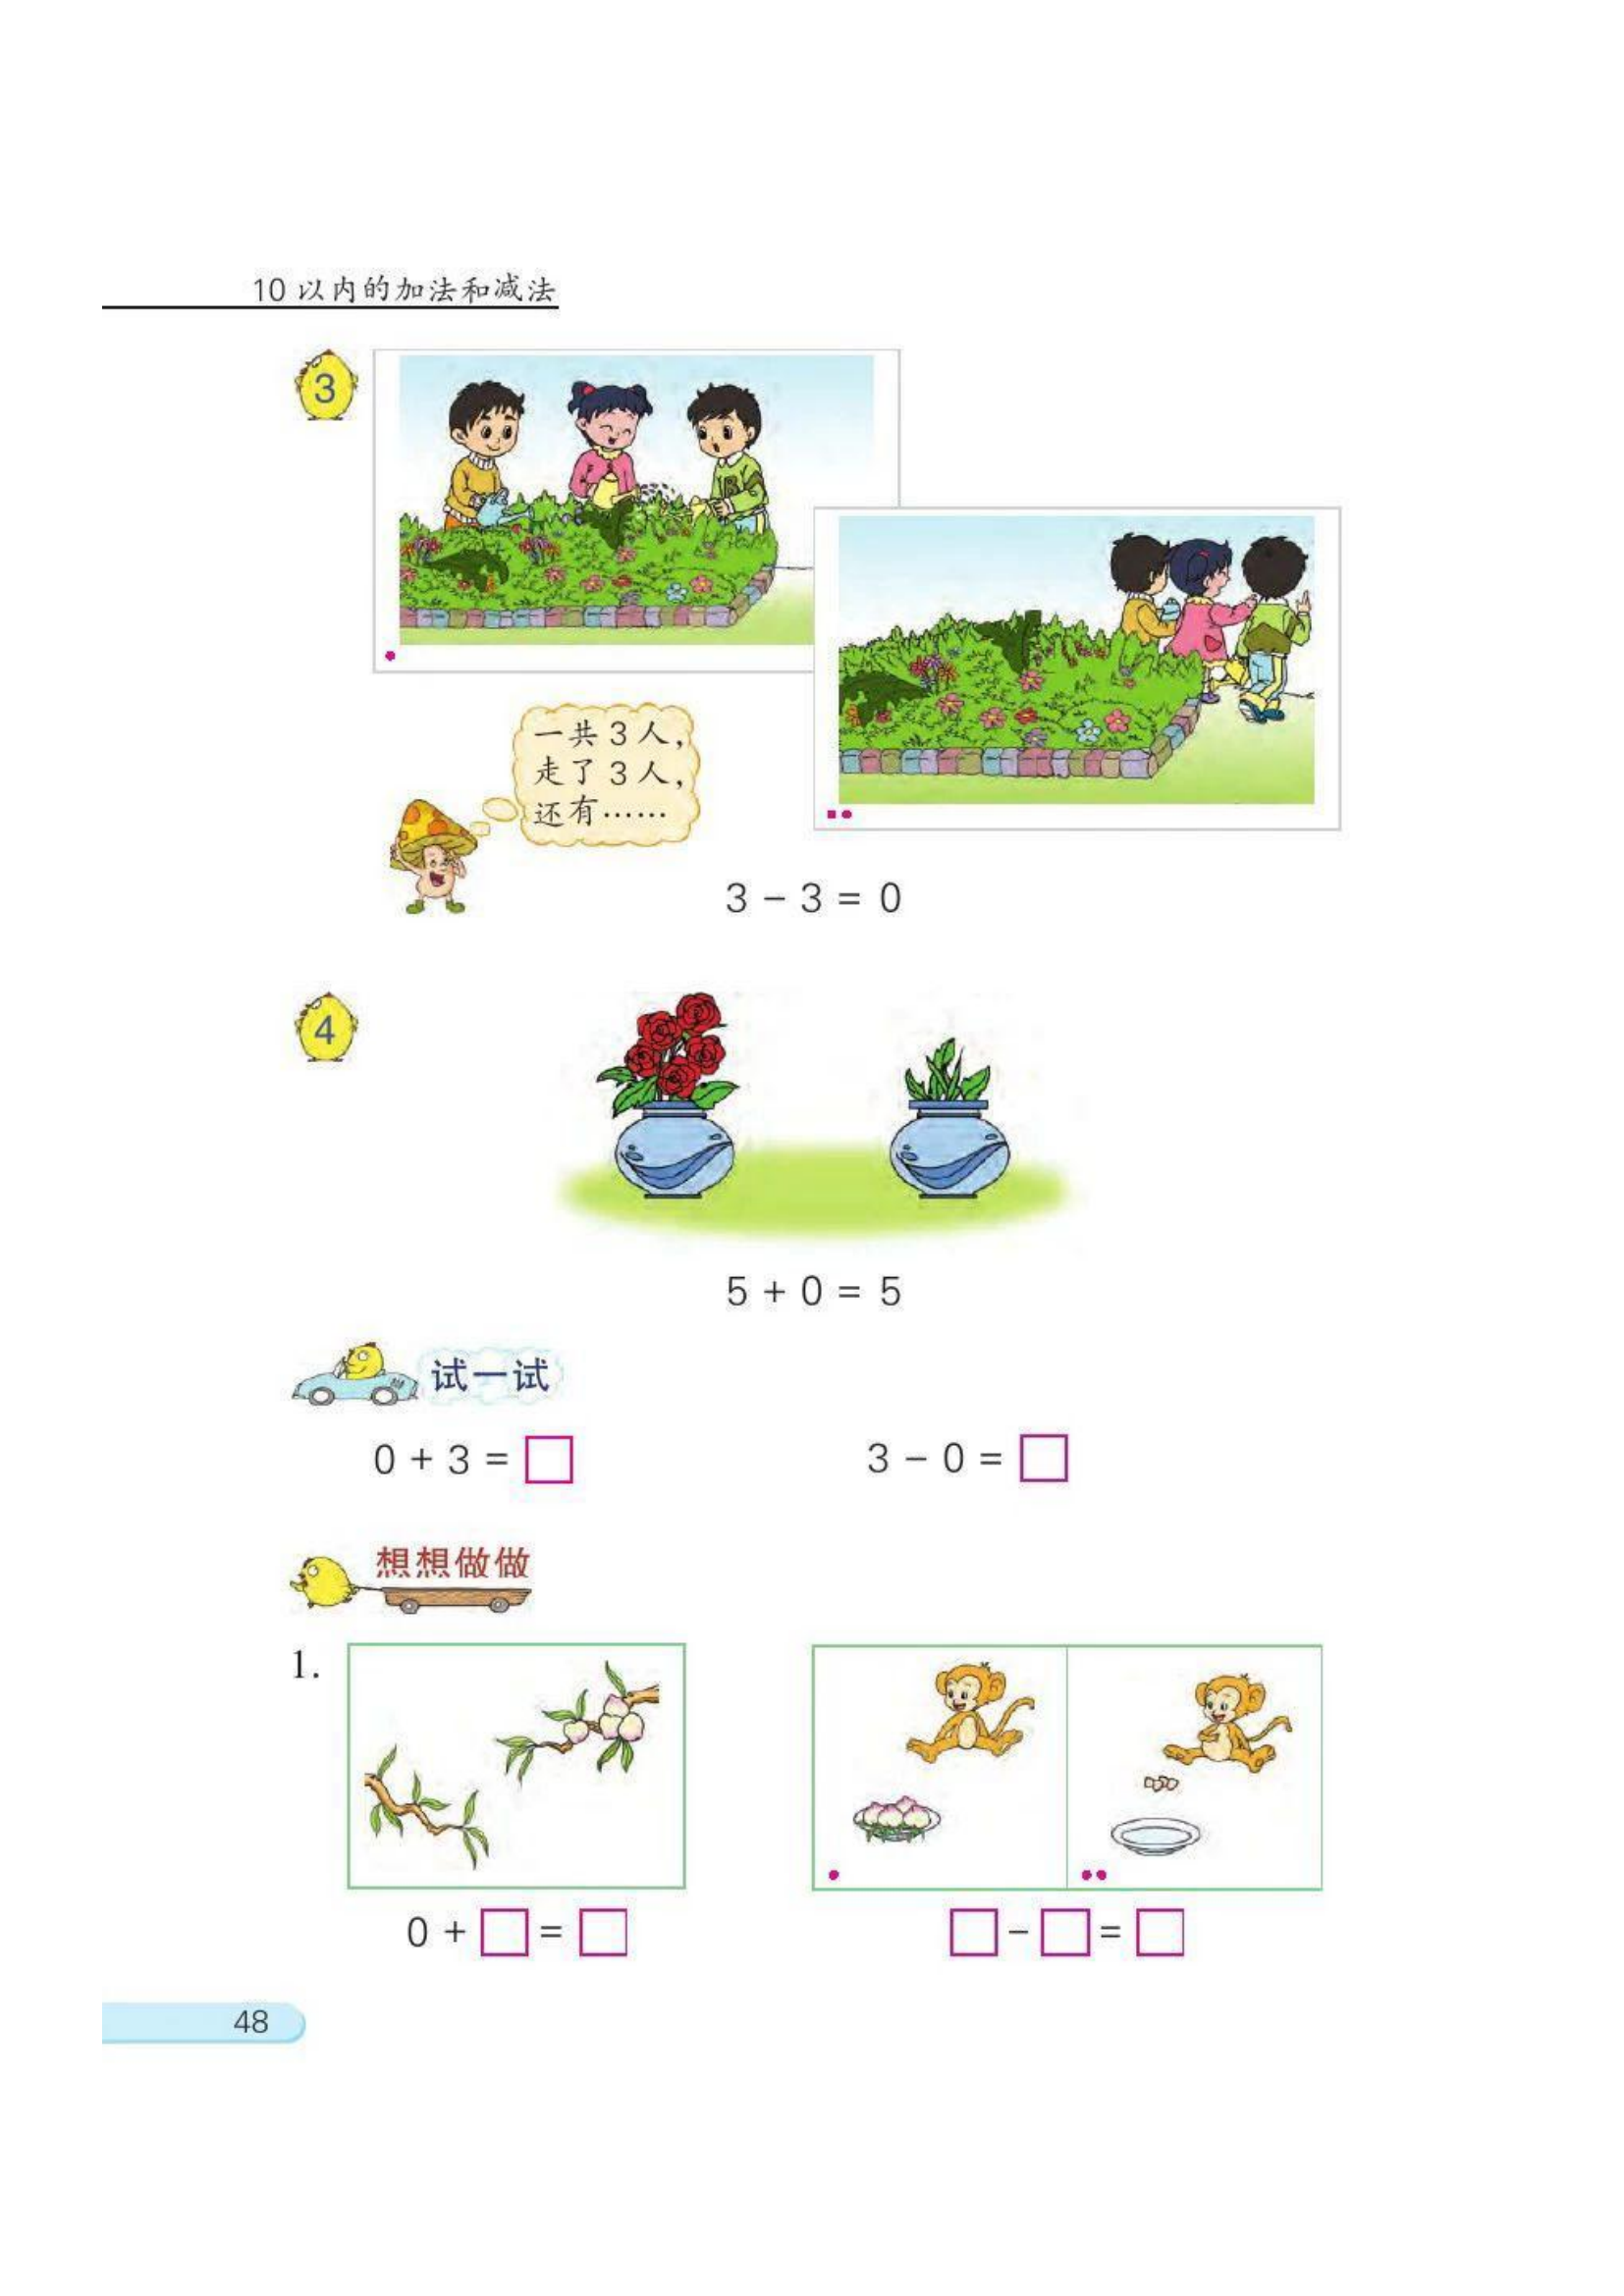 10 以内的加法和减法
3
一共 3 人，
走了 3 人，
还有……
3 − 3 = 0
4
5 + 0 = 5
试一试
0 + 3 = □
3 − 0 = □
想想做做
1.
0 + □ = □
□ − □ = □
48